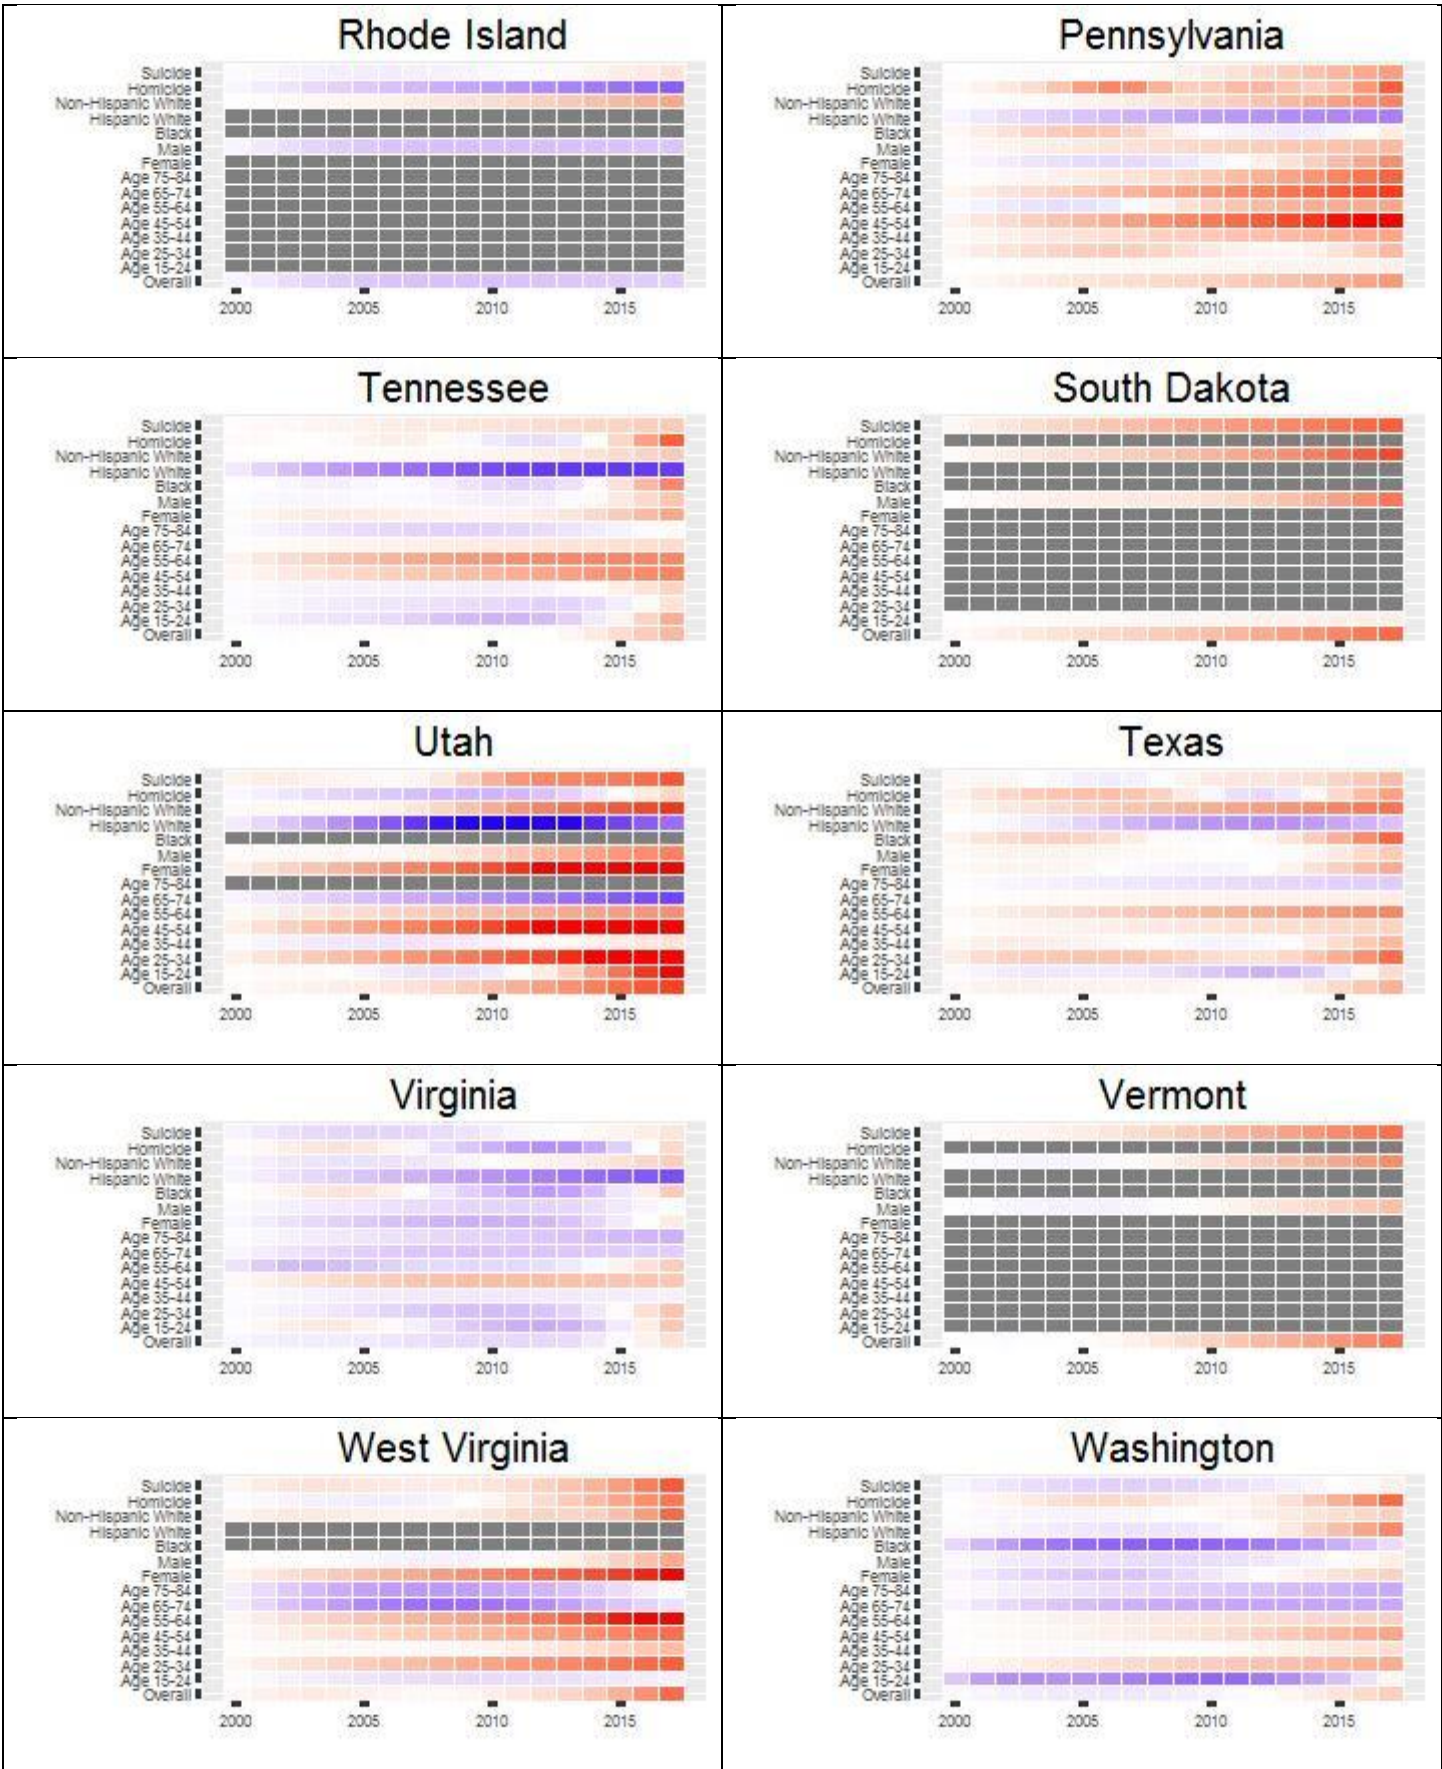 Rhode Island
Suicide
Homicide
Non-Hispanic White
Hispanic White
Black
Male
Female
Age 75-84
Age 65-74
Age 55-64
Age 45-54
Age 35-44
Age 25-34
Age 15-24
Overall
2000 2005 2010 2015
Pennsylvania
Suicide
Homicide
Non-Hispanic White
Hispanic White
Black
Male
Female
Age 75-84
Age 65-74
Age 55-64
Age 45-54
Age 35-44
Age 25-34
Age 15-24
Overall
2000 2005 2010 2015
Tennessee
Suicide
Homicide
Non-Hispanic White
Hispanic White
Black
Male
Female
Age 75-84
Age 65-74
Age 55-64
Age 45-54
Age 35-44
Age 25-34
Age 15-24
Overall
2000 2005 2010 2015
South Dakota
Suicide
Homicide
Non-Hispanic White
Hispanic White
Black
Male
Female
Age 75-84
Age 65-74
Age 55-64
Age 45-54
Age 35-44
Age 25-34
Age 15-24
Overall
2000 2005 2010 2015
Utah
Suicide
Homicide
Non-Hispanic White
Hispanic White
Black
Male
Female
Age 75-84
Age 65-74
Age 55-64
Age 45-54
Age 35-44
Age 25-34
Age 15-24
Overall
2000 2005 2010 2015
Texas
Suicide
Homicide
Non-Hispanic White
Hispanic White
Black
Male
Female
Age 75-84
Age 65-74
Age 55-64
Age 45-54
Age 35-44
Age 25-34
Age 15-24
Overall
2000 2005 2010 2015
Virginia
Suicide
Homicide
Non-Hispanic White
Hispanic White
Black
Male
Female
Age 75-84
Age 65-74
Age 55-64
Age 45-54
Age 35-44
Age 25-34
Age 15-24
Overall
2000 2005 2010 2015
Vermont
Suicide
Homicide
Non-Hispanic White
Hispanic White
Black
Male
Female
Age 75-84
Age 65-74
Age 55-64
Age 45-54
Age 35-44
Age 25-34
Age 15-24
Overall
2000 2005 2010 2015
West Virginia
Suicide
Homicide
Non-Hispanic White
Hispanic White
Black
Male
Female
Age 75-84
Age 65-74
Age 55-64
Age 45-54
Age 35-44
Age 25-34
Age 15-24
Overall
2000 2005 2010 2015
Washington
Suicide
Homicide
Non-Hispanic White
Hispanic White
Black
Male
Female
Age 75-84
Age 65-74
Age 55-64
Age 45-54
Age 35-44
Age 25-34
Age 15-24
Overall
2000 2005 2010 2015